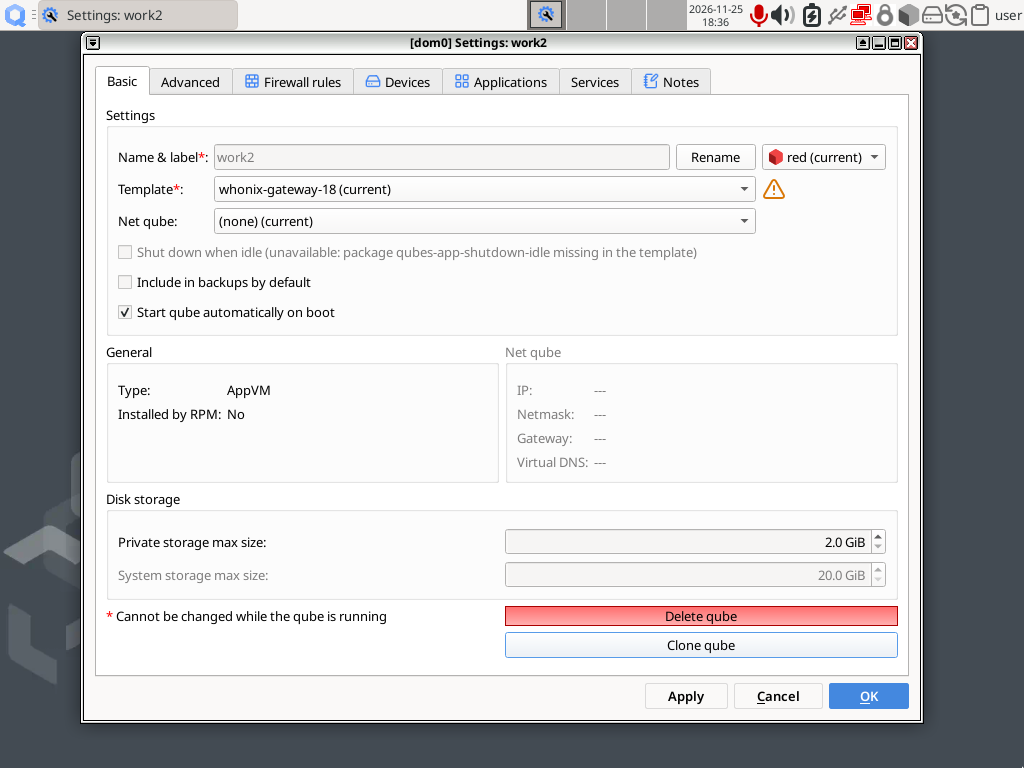 Settings: work2
2026-11-25
18:36
user
[dom0] Settings: work2
Basic
Advanced
Firewall rules
Devices
Applications
Services
Notes
Settings
Name & label*:
work2
Rename
red (current)
Template*:
whonix-gateway-18 (current)
Net qube:
(none) (current)
Shut down when idle (unavailable: package qubes-app-shutdown-idle missing in the template)
Include in backups by default
Start qube automatically on boot
General
Type: AppVM
Installed by RPM: No
Net qube
IP: ---
Netmask: ---
Gateway: ---
Virtual DNS: ---
Disk storage
Private storage max size: 2.0 GiB
System storage max size: 20.0 GiB
* Cannot be changed while the qube is running
Delete qube
Clone qube
Apply
Cancel
OK